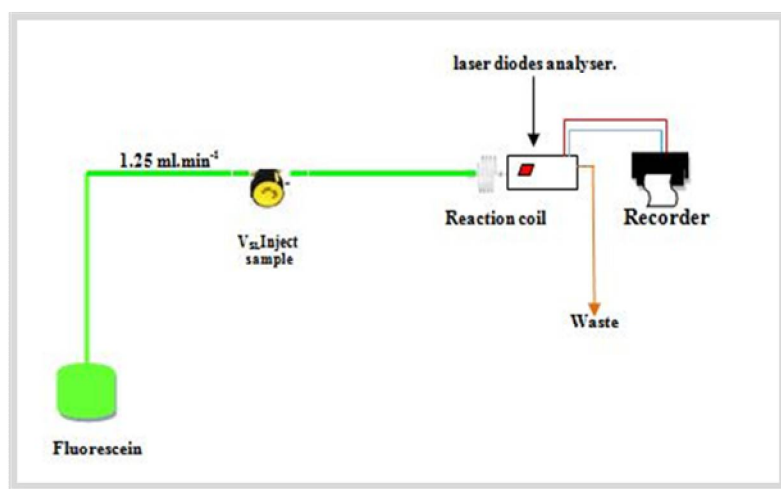 laser diodes analyser.
1.25 ml.min⁻¹
Reaction coil
Recorder
Inject
sample
Waste
Fluorescein